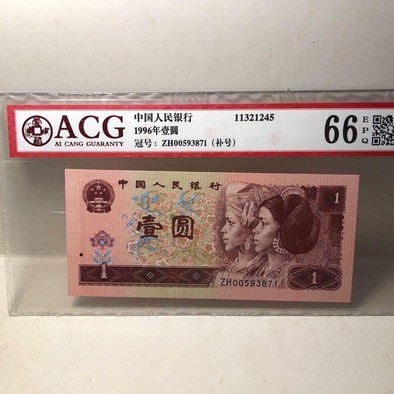 ACG
AI CANG GUARANTY
中国人民银行
11321245
1996年壹圆
冠号: ZH00593871 (补号)
66
EPQ
中国人民银行
壹圆
1
1
1
ZH00593871